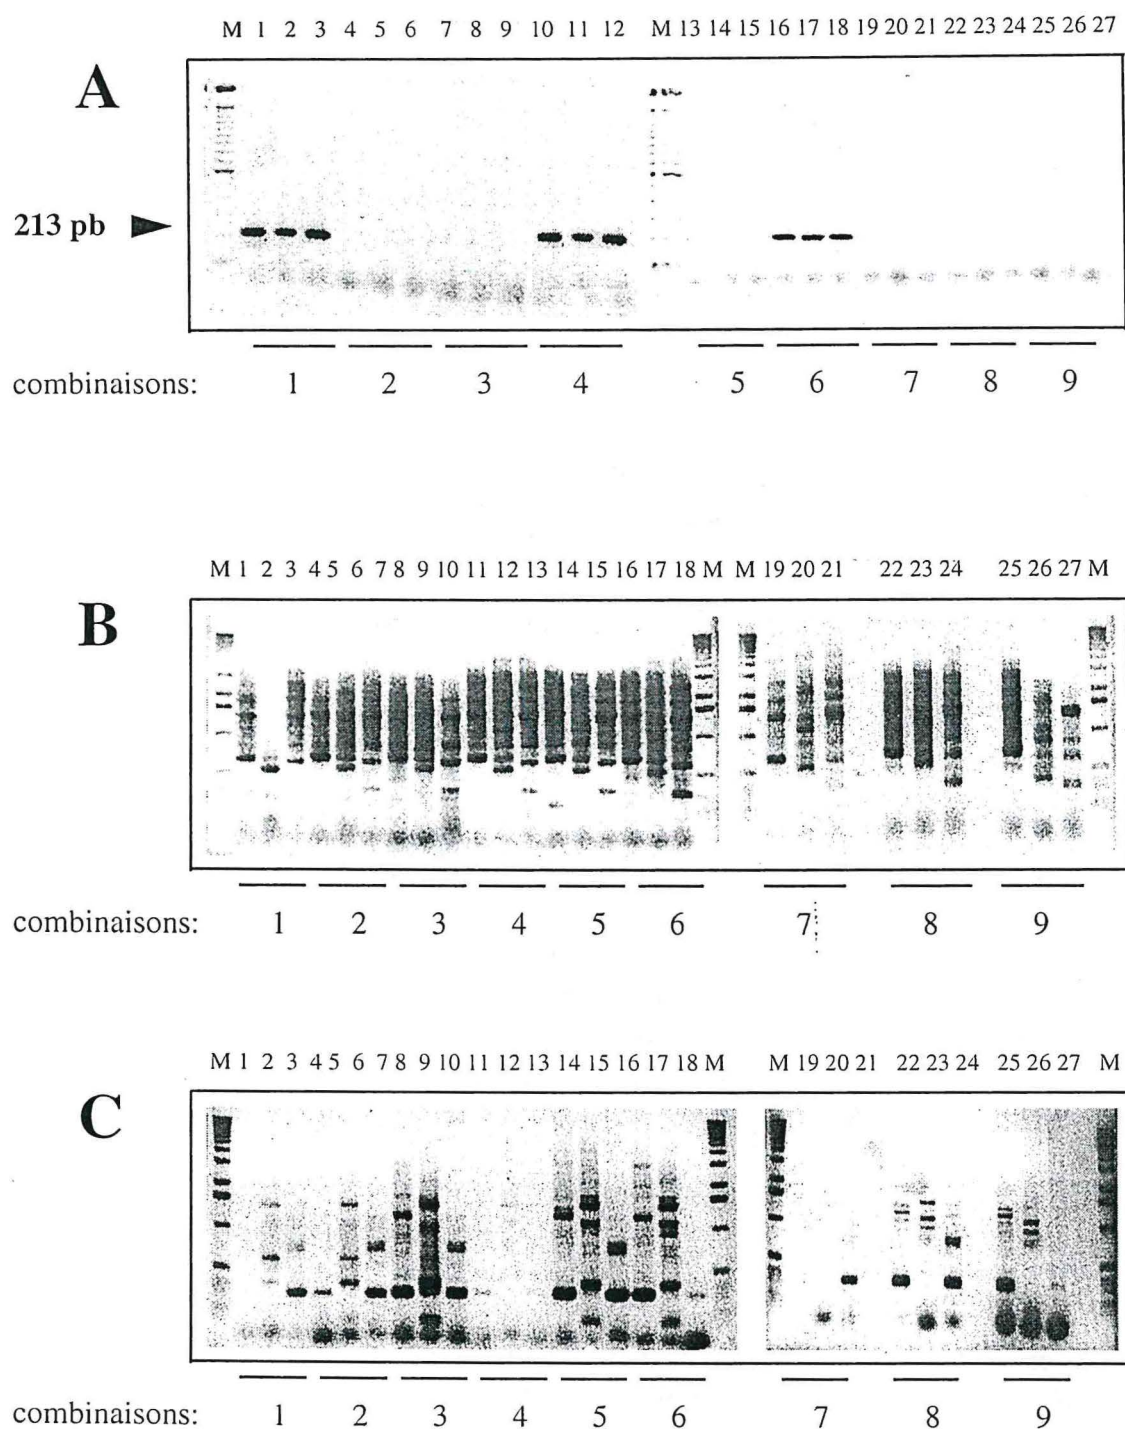 M 1 2 3 4 5 6 7 8 9 10 11 12 M 13 14 15 16 17 18 19 20 21 22 23 24 25 26 27
A
213 pb
combinaisons: 1 2 3 4 5 6 7 8 9
M 1 2 3 4 5 6 7 8 9 10 11 12 13 14 15 16 17 18 M M 19 20 21 22 23 24 25 26 27 M
B
combinaisons: 1 2 3 4 5 6 7 8 9
M 1 2 3 4 5 6 7 8 9 10 11 12 13 14 15 16 17 18 M M 19 20 21 22 23 24 25 26 27 M
C
combinaisons: 1 2 3 4 5 6 7 8 9